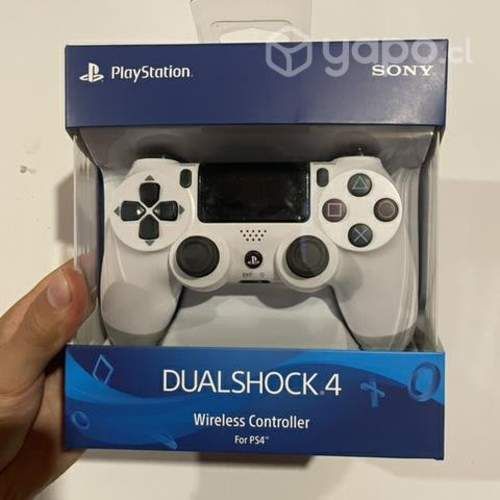 yapo.cl
PlayStation
SONY
DUALSHOCK 4
Wireless Controller
For PS4™